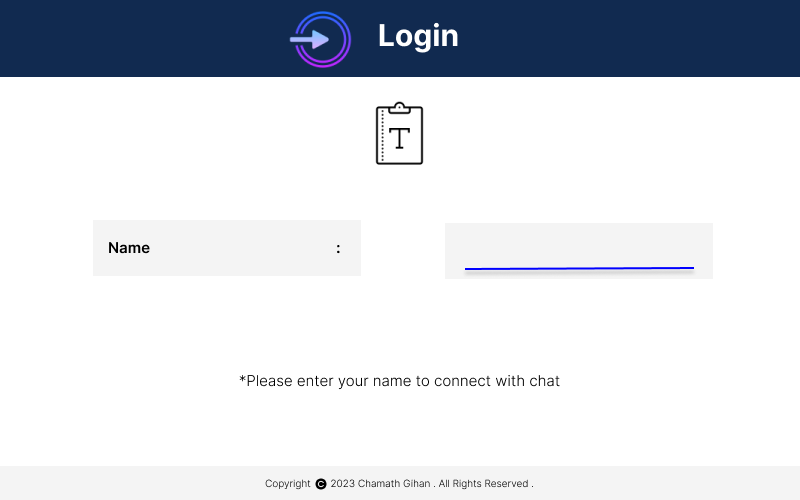 Login
T
Name :
*Please enter your name to connect with chat
Copyright © 2023 Chamath Gihan . All Rights Reserved .